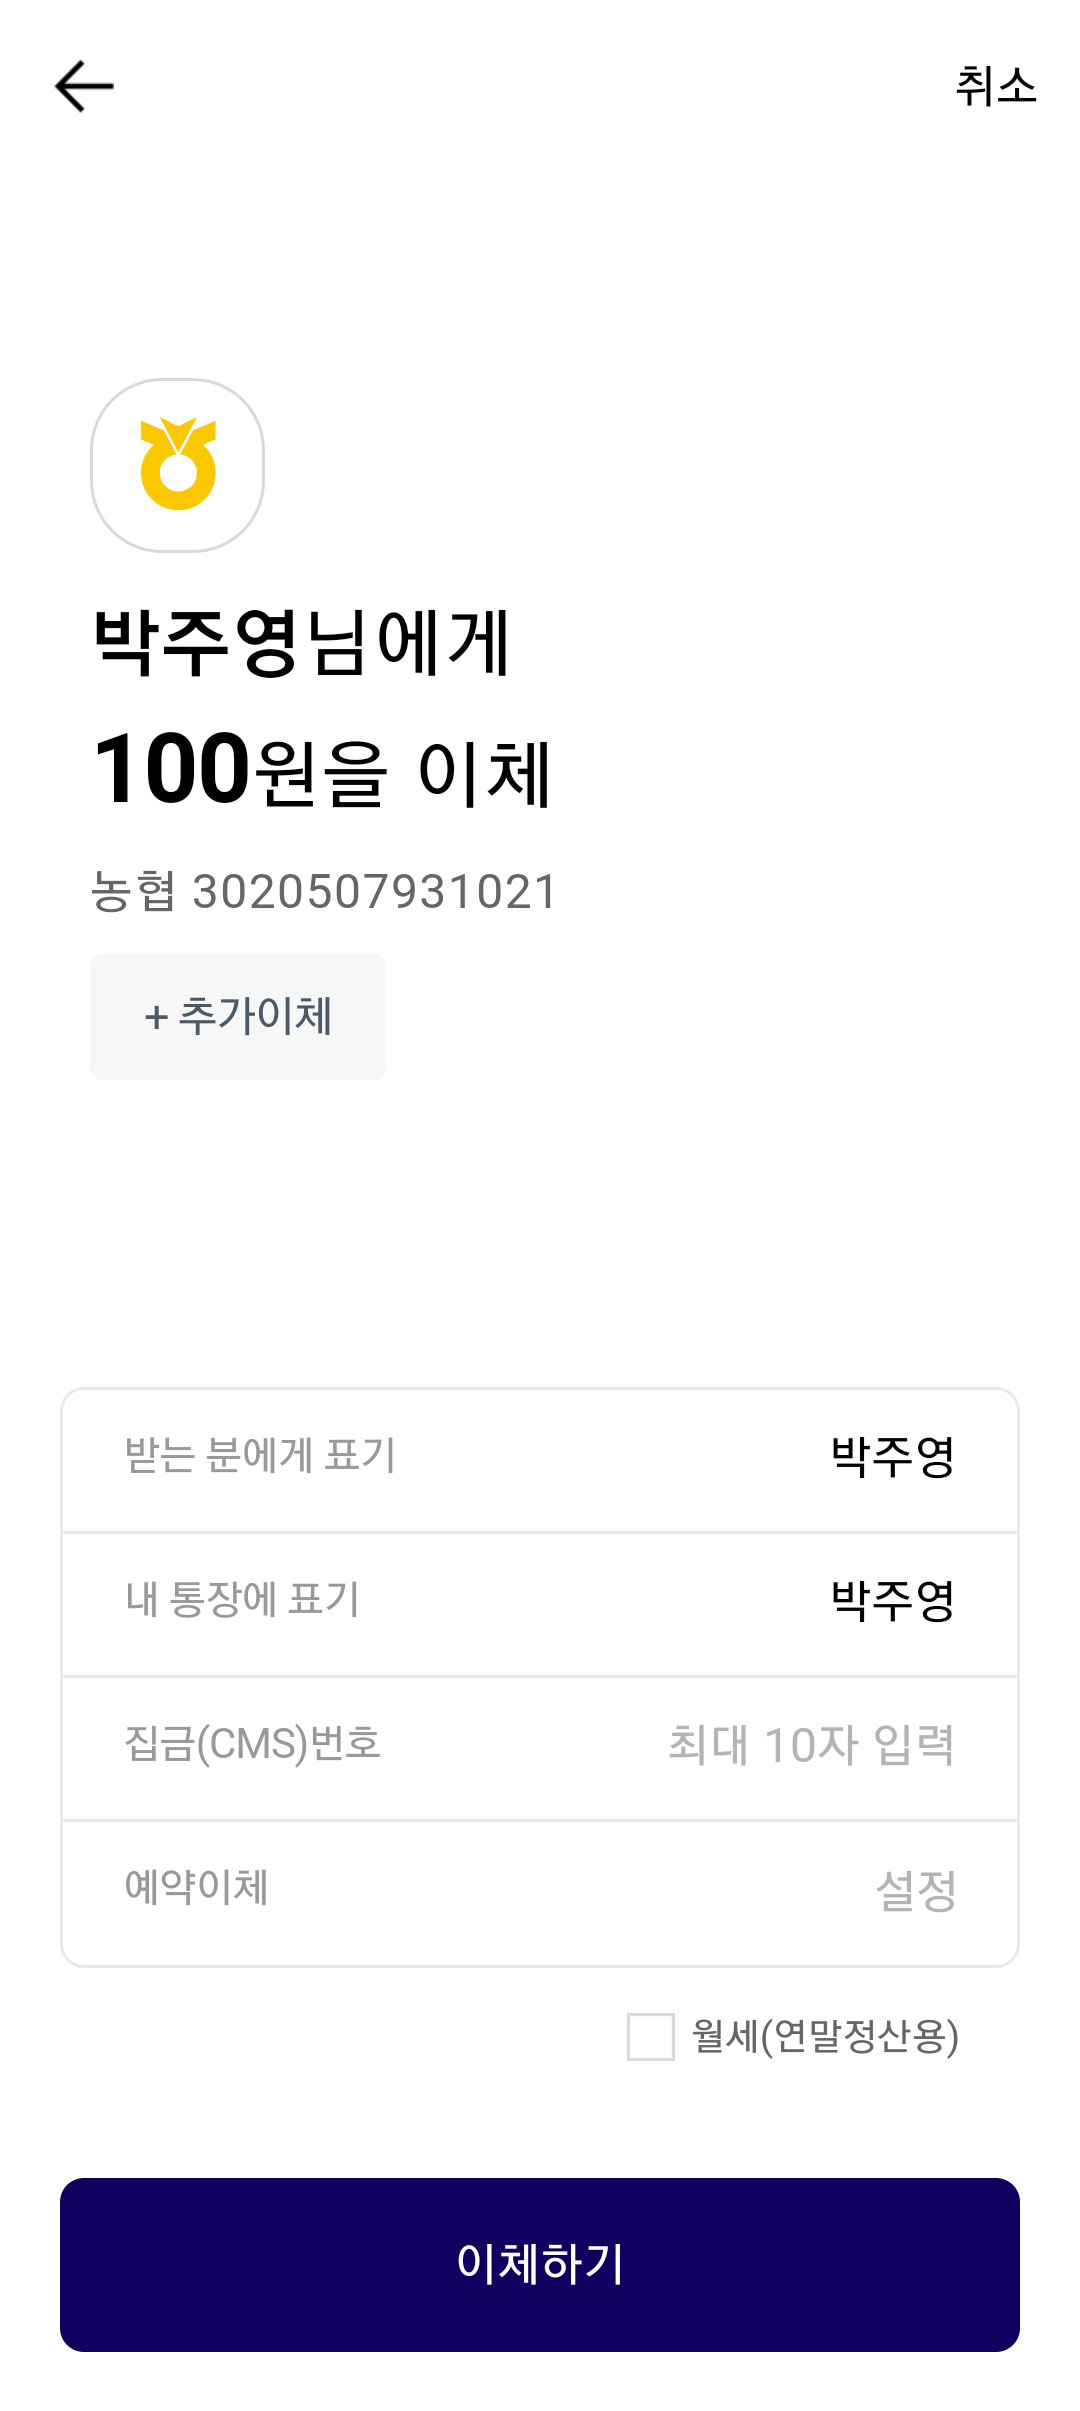 취소
박주영님에게
100원을 이체
농협 3020507931021
+ 추가이체
받는 분에게 표기 박주영
내 통장에 표기 박주영
집금(CMS)번호 최대 10자 입력
예약이체 설정
월세(연말정산용)
이체하기